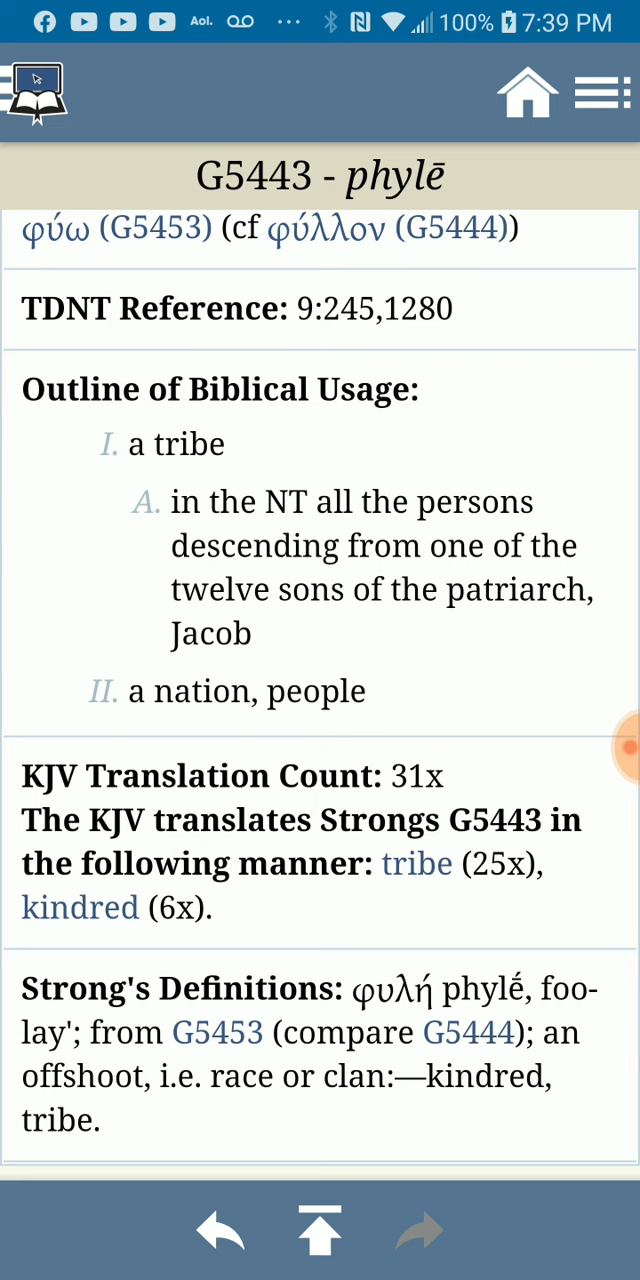 Aol. ... 100% 7:39 PM
G5443 - phylē
φύω (G5453) (cf φύλλον (G5444))
TDNT Reference: 9:245,1280
Outline of Biblical Usage:
I. a tribe
A. in the NT all the persons
descending from one of the
twelve sons of the patriarch,
Jacob
II. a nation, people
KJV Translation Count: 31x
The KJV translates Strongs G5443 in
the following manner: tribe (25x),
kindred (6x).
Strong's Definitions: φυλή phylḗ, foo-
lay'; from G5453 (compare G5444); an
offshoot, i.e. race or clan:—kindred,
tribe.